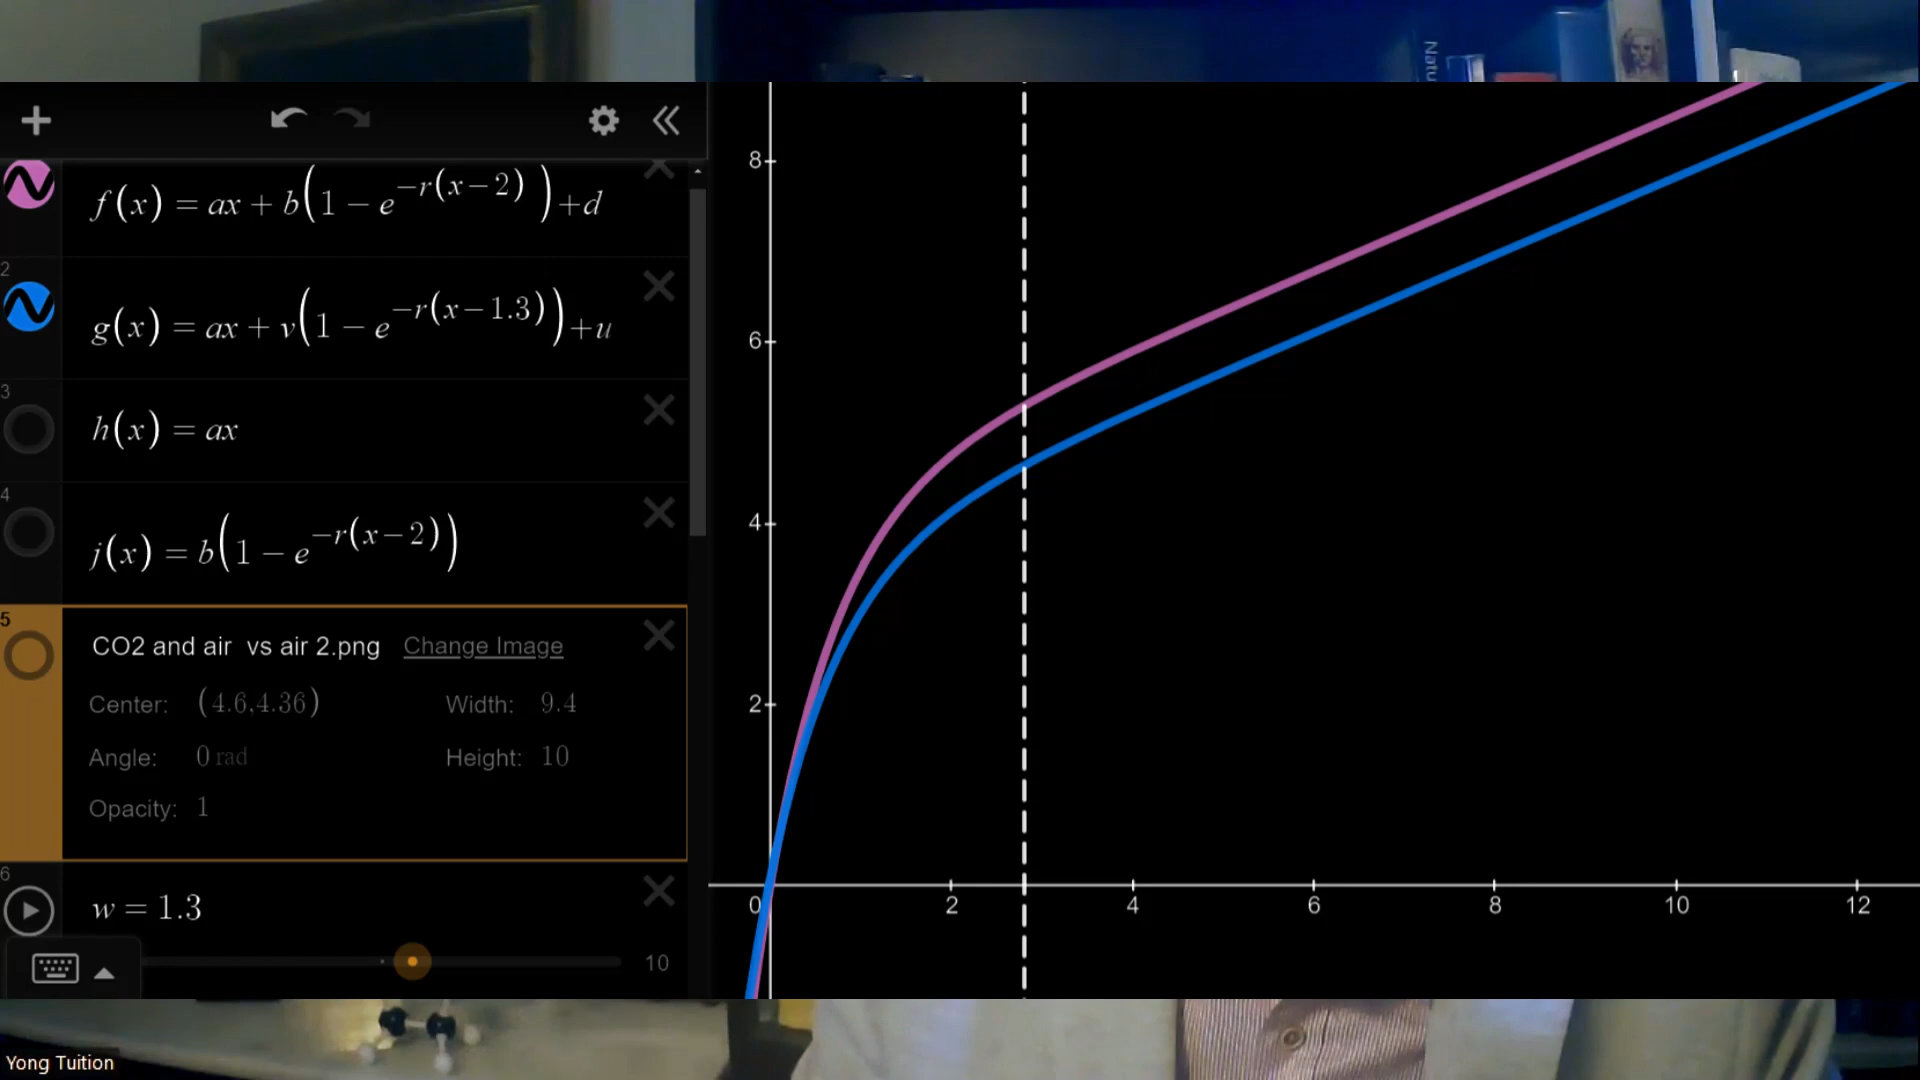 Natu
f(x) = ax + b(1 − e^{−r(x−2)})+d
2
g(x) = ax + v(1 − e^{−r(x−1.3)})+u
3
h(x) = ax
4
j(x) = b(1 − e^{−r(x−2)})
5
CO2 and air vs air 2.png Change Image
Center: (4.6,4.36) Width: 9.4
Angle: 0 rad Height: 10
Opacity: 1
6
w = 1.3
10
8
6
4
2
0 2 4 6 8 10 12
Yong Tuition